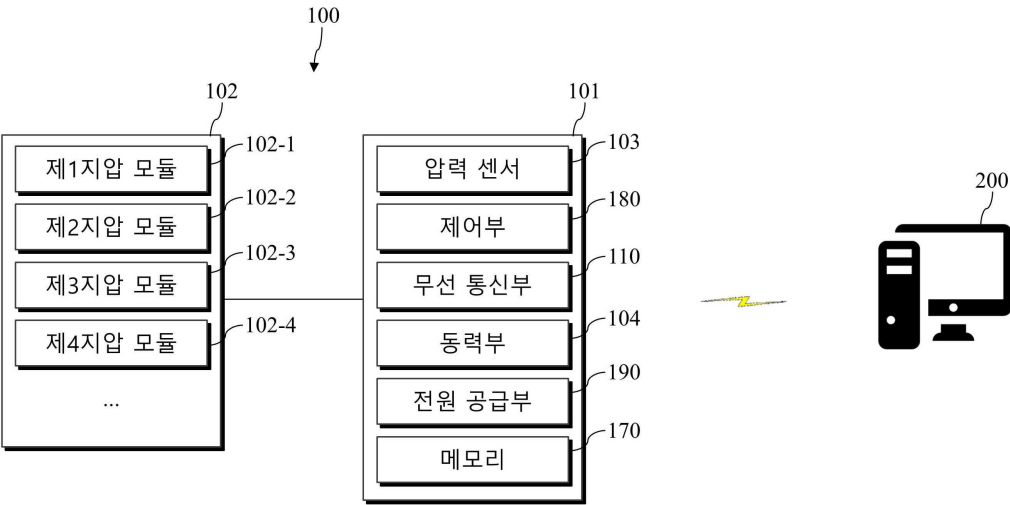 100
102
제1지압 모듈
102-1
제2지압 모듈
102-2
제3지압 모듈
102-3
제4지압 모듈
102-4
...
101
압력 센서
103
제어부
180
무선 통신부
110
동력부
104
전원 공급부
190
메모리
170
200